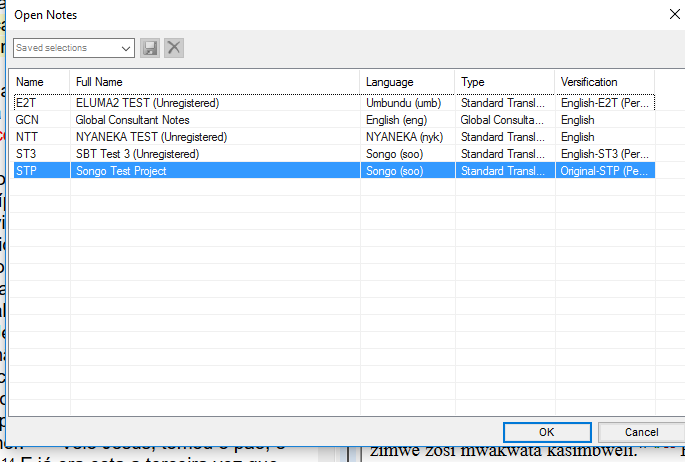 Open Notes
Saved selections
Name Full Name Language Type Versification
E2T ELUMA2 TEST (Unregistered) Umbundu (umb) Standard Transl... English-E2T (Per...
GCN Global Consultant Notes English (eng) Global Consulta... English
NTT NYANEKA TEST (Unregistered) NYANEKA (nyk) Standard Transl... English
ST3 SBT Test 3 (Unregistered) Songo (soo) Standard Transl... English-ST3 (Per...
STP Songo Test Project Songo (soo) Standard Transl... Original-STP (Pe...
OK Cancel
zimwe zosi mwakwata kasimbweli.